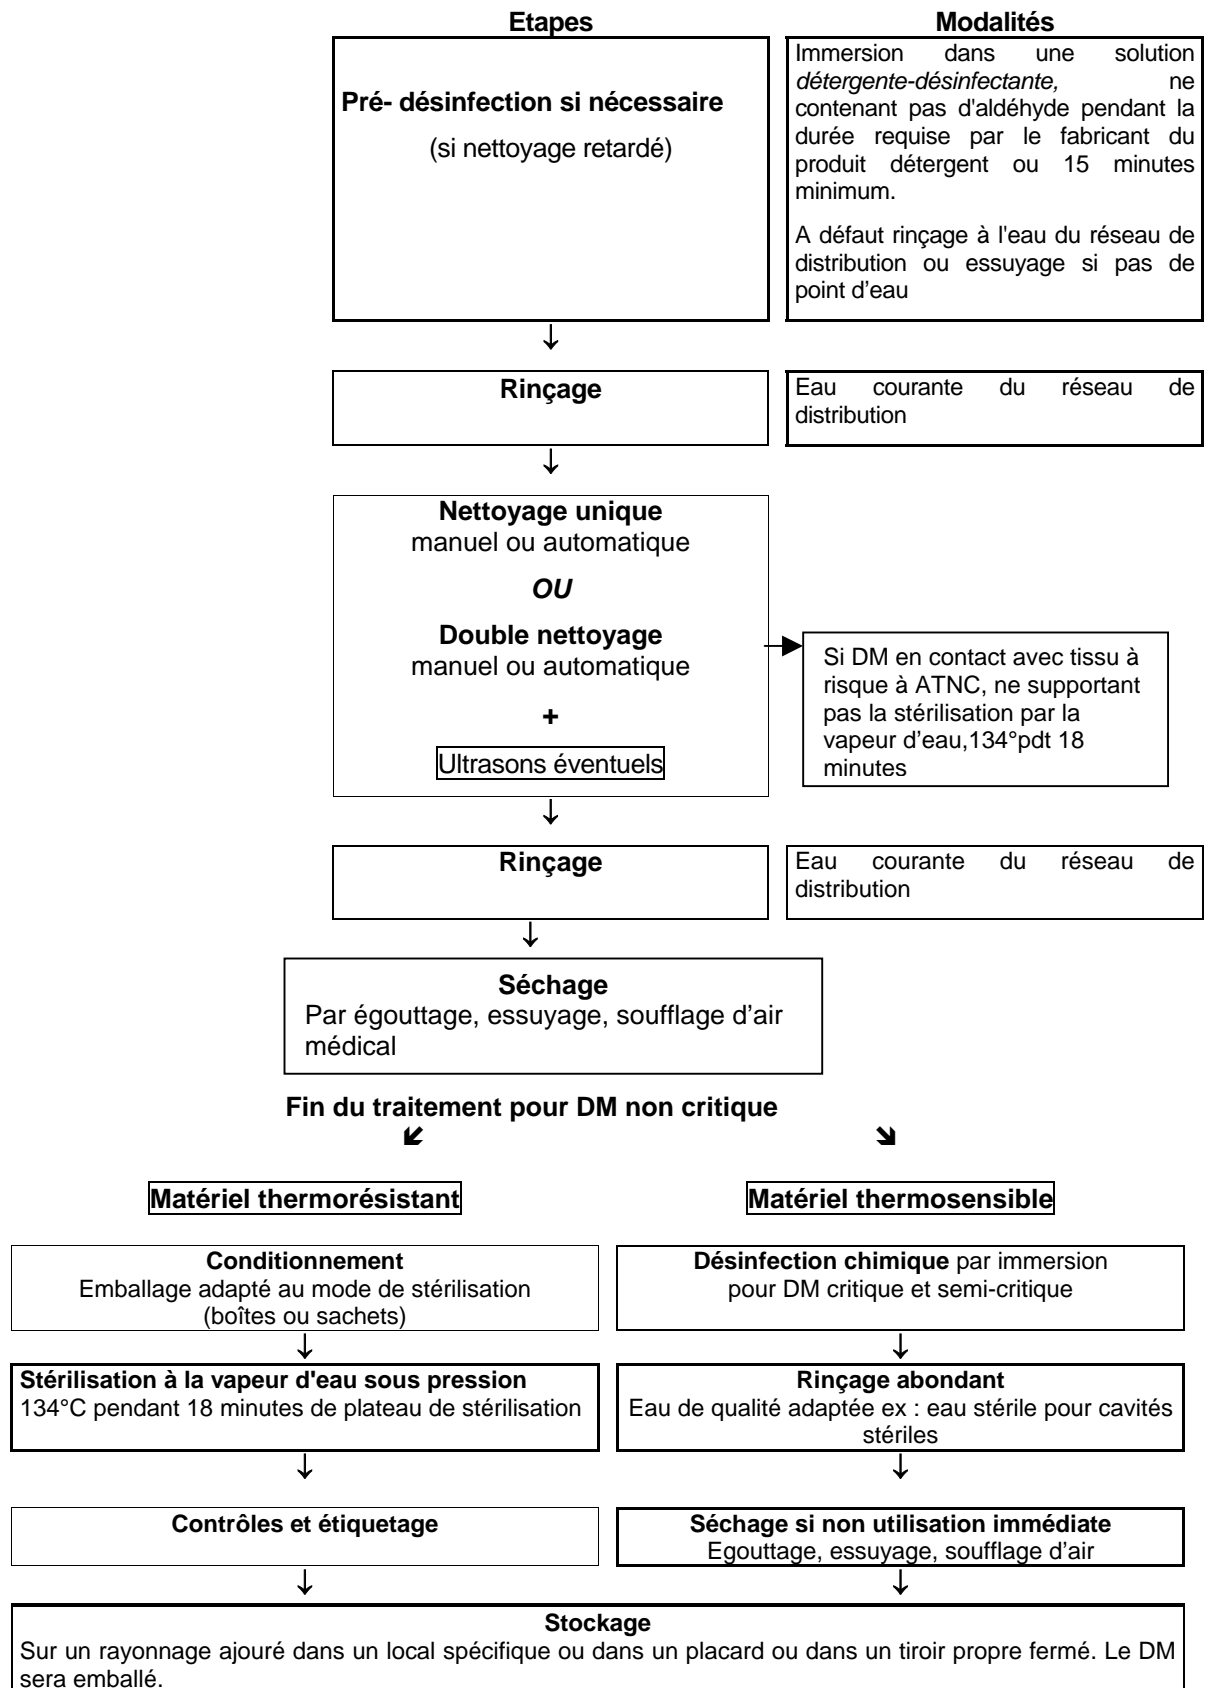 Etapes
Modalités
Pré- désinfection si nécessaire
(si nettoyage retardé)
Immersion dans une solution
détergente-désinfectante, ne
contenant pas d'aldéhyde pendant la
durée requise par le fabricant du
produit détergent ou 15 minutes
minimum.
A défaut rinçage à l'eau du réseau de
distribution ou essuyage si pas de
point d'eau
↓
Rinçage
Eau courante du réseau de
distribution
↓
Nettoyage unique
manuel ou automatique
OU
Double nettoyage
manuel ou automatique
+
Ultrasons éventuels
Si DM en contact avec tissu à
risque à ATNC, ne supportant
pas la stérilisation par la
vapeur d'eau,134°pdt 18
minutes
↓
Rinçage
Eau courante du réseau de
distribution
↓
Séchage
Par égouttage, essuyage, soufflage d'air
médical
Fin du traitement pour DM non critique
Matériel thermorésistant
Matériel thermosensible
Conditionnement
Emballage adapté au mode de stérilisation
(boîtes ou sachets)
Désinfection chimique par immersion
pour DM critique et semi-critique
↓ ↓
Stérilisation à la vapeur d'eau sous pression
134°C pendant 18 minutes de plateau de stérilisation
Rinçage abondant
Eau de qualité adaptée ex : eau stérile pour cavités
stériles
↓ ↓
Contrôles et étiquetage
Séchage si non utilisation immédiate
Egouttage, essuyage, soufflage d'air
↓ ↓
Stockage
Sur un rayonnage ajouré dans un local spécifique ou dans un placard ou dans un tiroir propre fermé. Le DM
sera emballé.